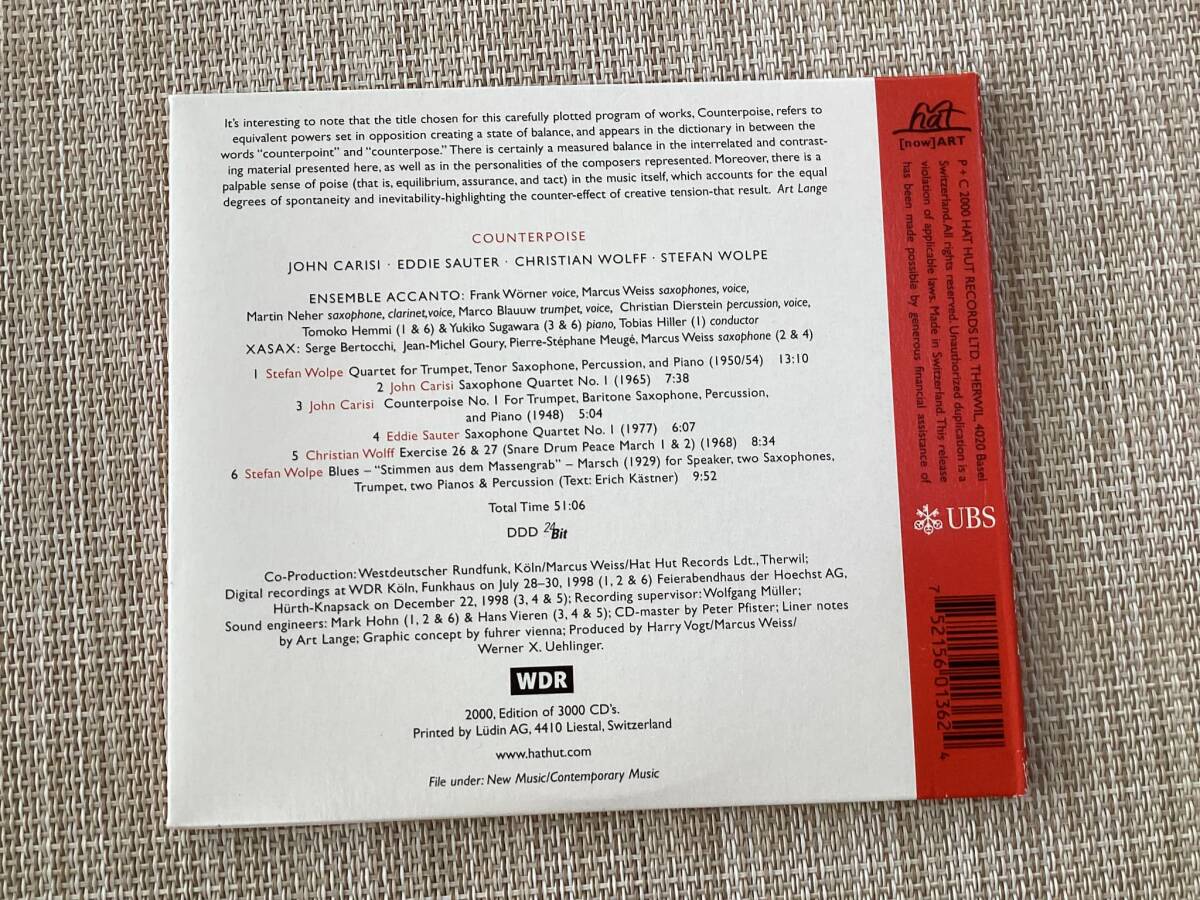 It's interesting to note that the title chosen for this carefully plotted program of works, Counterpoise, refers to
equivalent powers set in opposition creating a state of balance, and appears in the dictionary in between the
words "counterpoint" and "counterpose." There is certainly a measured balance in the interrelated and contrast-
ing material presented here, as well as in the personalities of the composers represented. Moreover, there is a
palpable sense of poise (that is, equilibrium, assurance, and tact) in the music itself, which accounts for the equal
degrees of spontaneity and inevitability-highlighting the counter-effect of creative tension-that result. Art Lange
COUNTERPOISE
JOHN CARISI · EDDIE SAUTER · CHRISTIAN WOLFF · STEFAN WOLPE
ENSEMBLE ACCANTO: Frank Wörner voice, Marcus Weiss saxophones, voice,
Martin Neher saxophone, clarinet, voice, Marco Blauuw trumpet, voice, Christian Dierstein percussion, voice,
Tomoko Hemmi (1 & 6) & Yukiko Sugawara (3 & 6) piano, Tobias Hiller (1) conductor
XASAX: Serge Bertocchi, Jean-Michel Goury, Pierre-Stéphane Meugé, Marcus Weiss saxophone (2 & 4)
1 Stefan Wolpe Quartet for Trumpet, Tenor Saxophone, Percussion, and Piano (1950/54) 13:10
2 John Carisi Saxophone Quartet No. 1 (1965) 7:38
3 John Carisi Counterpoise No. 1 For Trumpet, Baritone Saxophone, Percussion,
and Piano (1948) 5:04
4 Eddie Sauter Saxophone Quartet No. 1 (1977) 6:07
5 Christian Wolff Exercise 26 & 27 (Snare Drum Peace March 1 & 2) (1968) 8:34
6 Stefan Wolpe Blues – "Stimmen aus dem Massengrab" – Marsch (1929) for Speaker, two Saxophones,
Trumpet, two Pianos & Percussion (Text: Erich Kästner) 9:52
Total Time 51:06
DDD 24Bit
Co-Production: Westdeutscher Rundfunk, Köln/Marcus Weiss/Hat Hut Records Ldt., Therwil;
Digital recordings at WDR Köln, Funkhaus on July 28–30, 1998 (1, 2 & 6) Feierabendhaus der Hoechst AG,
Hürth-Knapsack on December 22, 1998 (3, 4 & 5); Recording supervisor: Wolfgang Müller;
Sound engineers: Mark Hohn (1, 2 & 6) & Hans Vieren (3, 4 & 5); CD-master by Peter Pfister; Liner notes
by Art Lange; Graphic concept by fuhrer vienna; Produced by Harry Vogt/Marcus Weiss/
Werner X. Uehlinger.
WDR
2000, Edition of 3000 CD's.
Printed by Lüdin AG, 4410 Liestal, Switzerland
www.hathut.com
File under: New Music/Contemporary Music
hat
[now]ART
P + C 2000 HAT HUT RECORDS LTD. THERWIL, 4020 Basel
Switzerland. All rights reserved. Unauthorized duplication is a
violation of applicable laws. Made in Switzerland. This release
has been made possible by generous financial assistance of
UBS
7 52156 01362 4